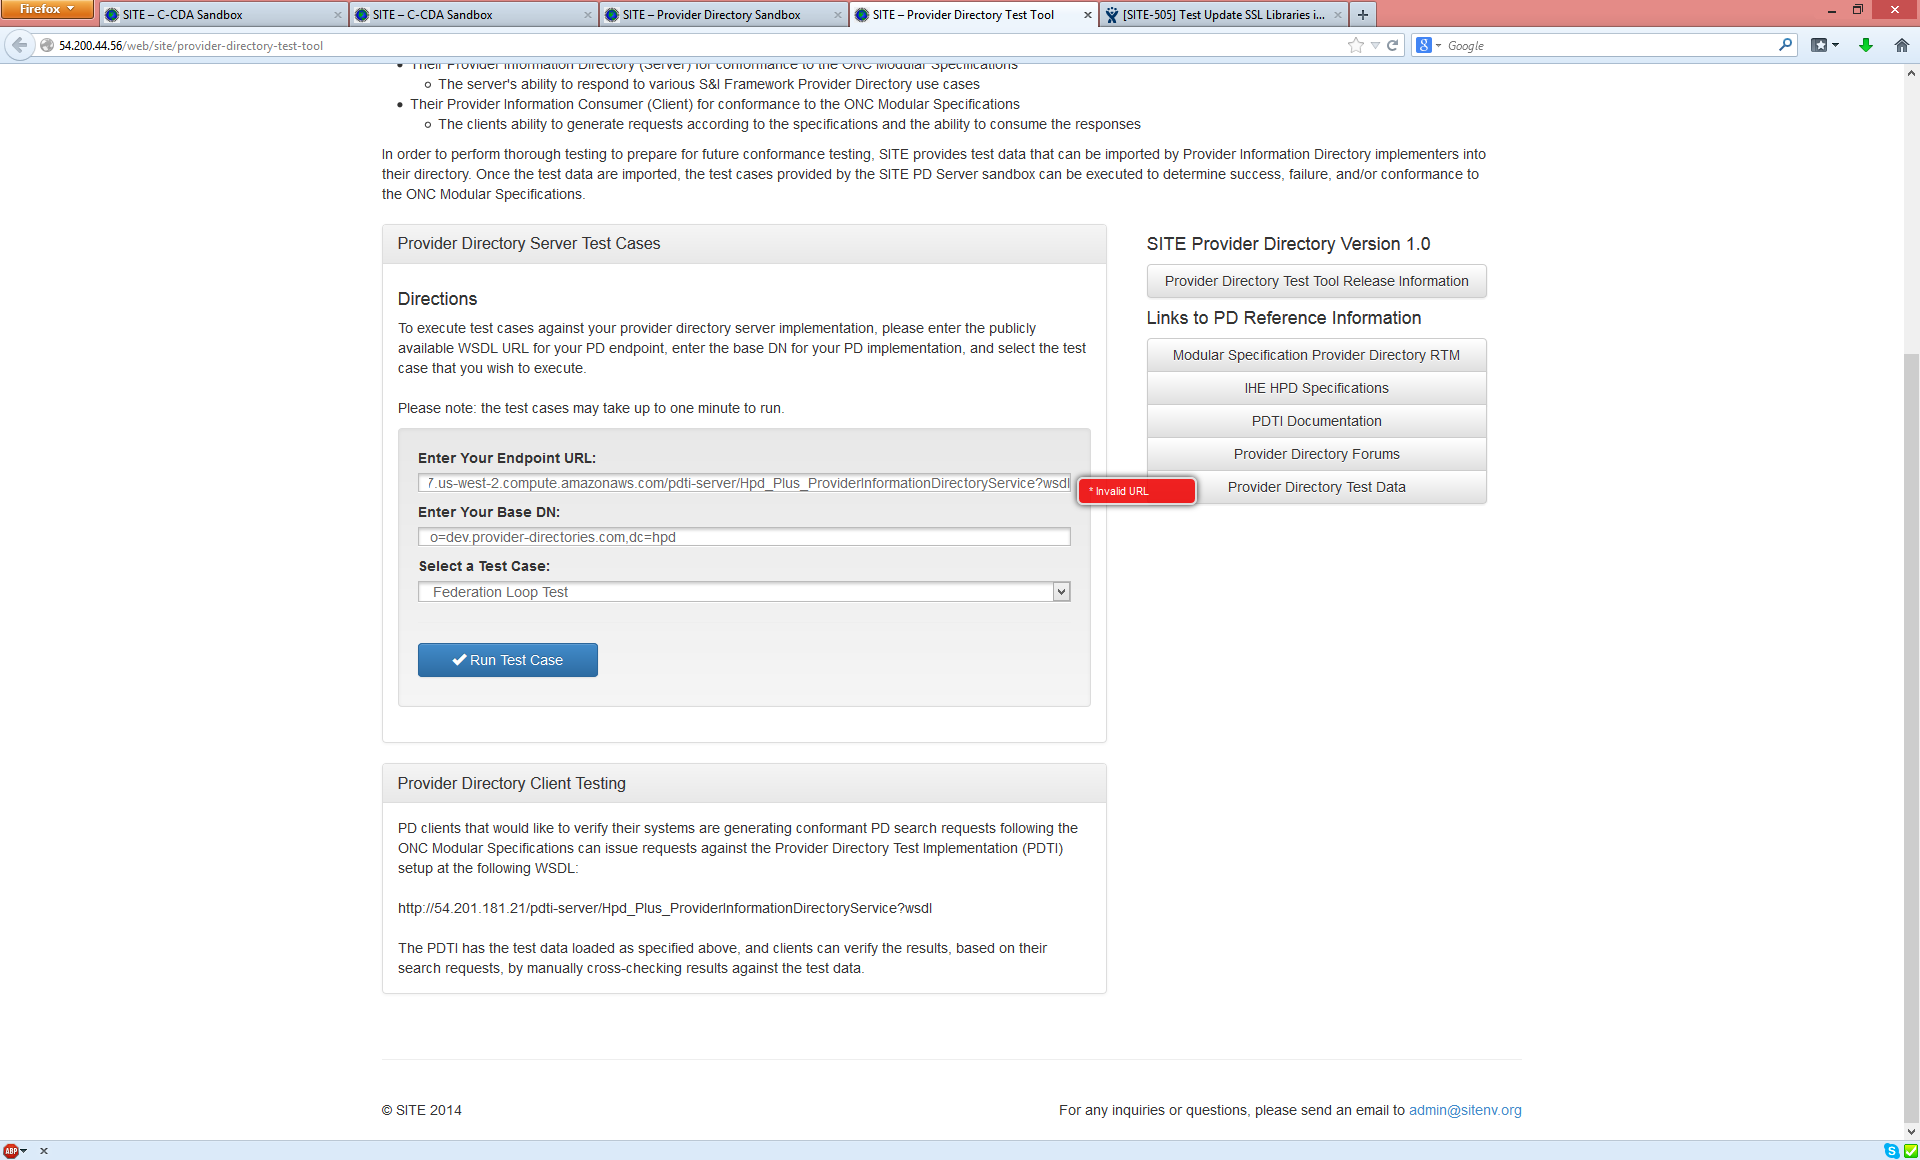 Firefox
SITE – C-CDA Sandbox
SITE – C-CDA Sandbox
SITE – Provider Directory Sandbox
SITE – Provider Directory Test Tool
[SITE-505] Test Update SSL Libraries i...
54.200.44.56/web/site/provider-directory-test-tool
8
Google
Their Provider Information Directory (Server) for conformance to the ONC Modular Specifications
The server's ability to respond to various S&I Framework Provider Directory use cases
Their Provider Information Consumer (Client) for conformance to the ONC Modular Specifications
The clients ability to generate requests according to the specifications and the ability to consume the responses
In order to perform thorough testing to prepare for future conformance testing, SITE provides test data that can be imported by Provider Information Directory implementers into
their directory. Once the test data are imported, the test cases provided by the SITE PD Server sandbox can be executed to determine success, failure, and/or conformance to
the ONC Modular Specifications.
Provider Directory Server Test Cases
Directions
To execute test cases against your provider directory server implementation, please enter the publicly
available WSDL URL for your PD endpoint, enter the base DN for your PD implementation, and select the test
case that you wish to execute.
Please note: the test cases may take up to one minute to run.
Enter Your Endpoint URL:
7.us-west-2.compute.amazonaws.com/pdti-server/Hpd_Plus_ProviderInformationDirectoryService?wsdl
* Invalid URL
Enter Your Base DN:
o=dev.provider-directories.com,dc=hpd
Select a Test Case:
Federation Loop Test
Run Test Case
SITE Provider Directory Version 1.0
Provider Directory Test Tool Release Information
Links to PD Reference Information
Modular Specification Provider Directory RTM
IHE HPD Specifications
PDTI Documentation
Provider Directory Forums
Provider Directory Test Data
Provider Directory Client Testing
PD clients that would like to verify their systems are generating conformant PD search requests following the
ONC Modular Specifications can issue requests against the Provider Directory Test Implementation (PDTI)
setup at the following WSDL:
http://54.201.181.21/pdti-server/Hpd_Plus_ProviderInformationDirectoryService?wsdl
The PDTI has the test data loaded as specified above, and clients can verify the results, based on their
search requests, by manually cross-checking results against the test data.
© SITE 2014
For any inquiries or questions, please send an email to admin@sitenv.org
ABP